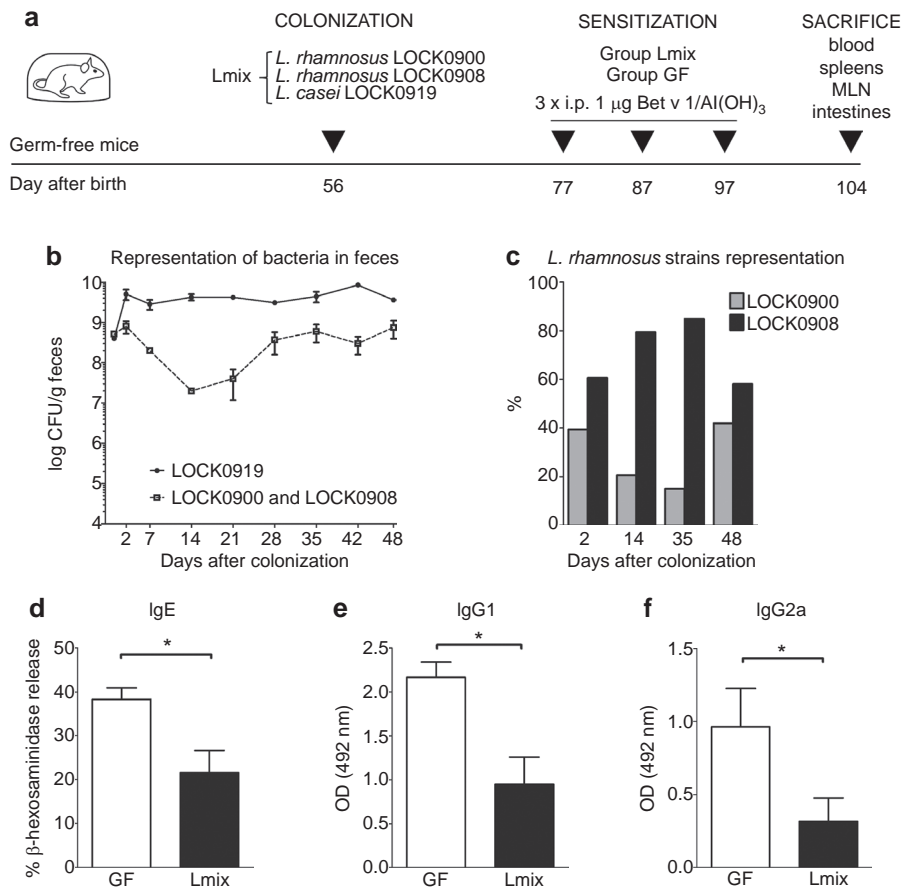 a
COLONIZATION
SENSITIZATION
SACRIFICE
Lmix
L. rhamnosus LOCK0900
L. rhamnosus LOCK0908
L. casei LOCK0919
Group Lmix
Group GF
3 x i.p. 1 μg Bet v 1/Al(OH)3
blood
spleens
MLN
intestines
Germ-free mice
Day after birth
56
77
87
97
104
b
Representation of bacteria in feces
log CFU/g feces
10
9
8
7
6
5
4
LOCK0919
LOCK0900 and LOCK0908
2 7 14 21 28 35 42 48
Days after colonization
c
L. rhamnosus strains representation
LOCK0900
LOCK0908
%
100
80
60
40
20
0
2 14 35 48
Days after colonization
d
IgE
% β-hexosaminidase release
50
40
30
20
10
0
*
GF Lmix
e
IgG1
OD (492 nm)
2.5
2.0
1.5
1.0
0.5
0.0
*
GF Lmix
f
IgG2a
OD (492 nm)
1.5
1.0
0.5
0.0
*
GF Lmix